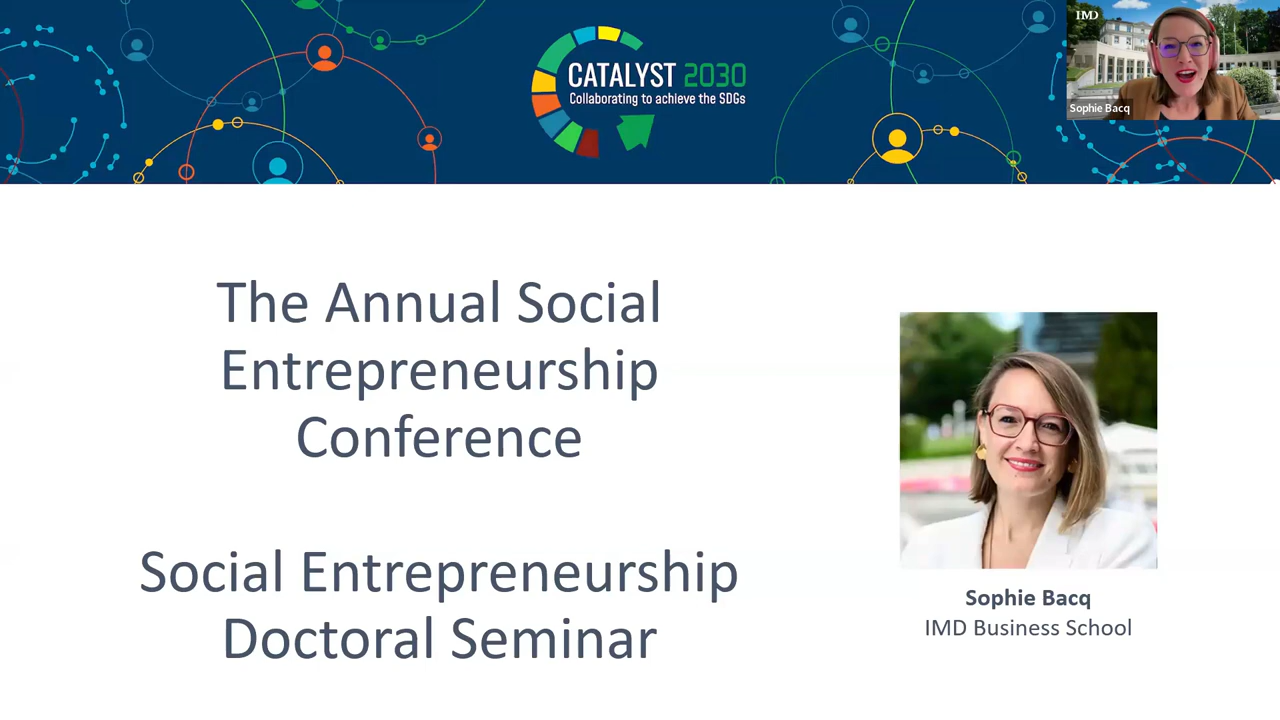 CATALYST 2030
Collaborating to achieve the SDGs
IMD
Sophie Bacq
The Annual Social
Entrepreneurship
Conference
Social Entrepreneurship
Doctoral Seminar
Sophie Bacq
IMD Business School